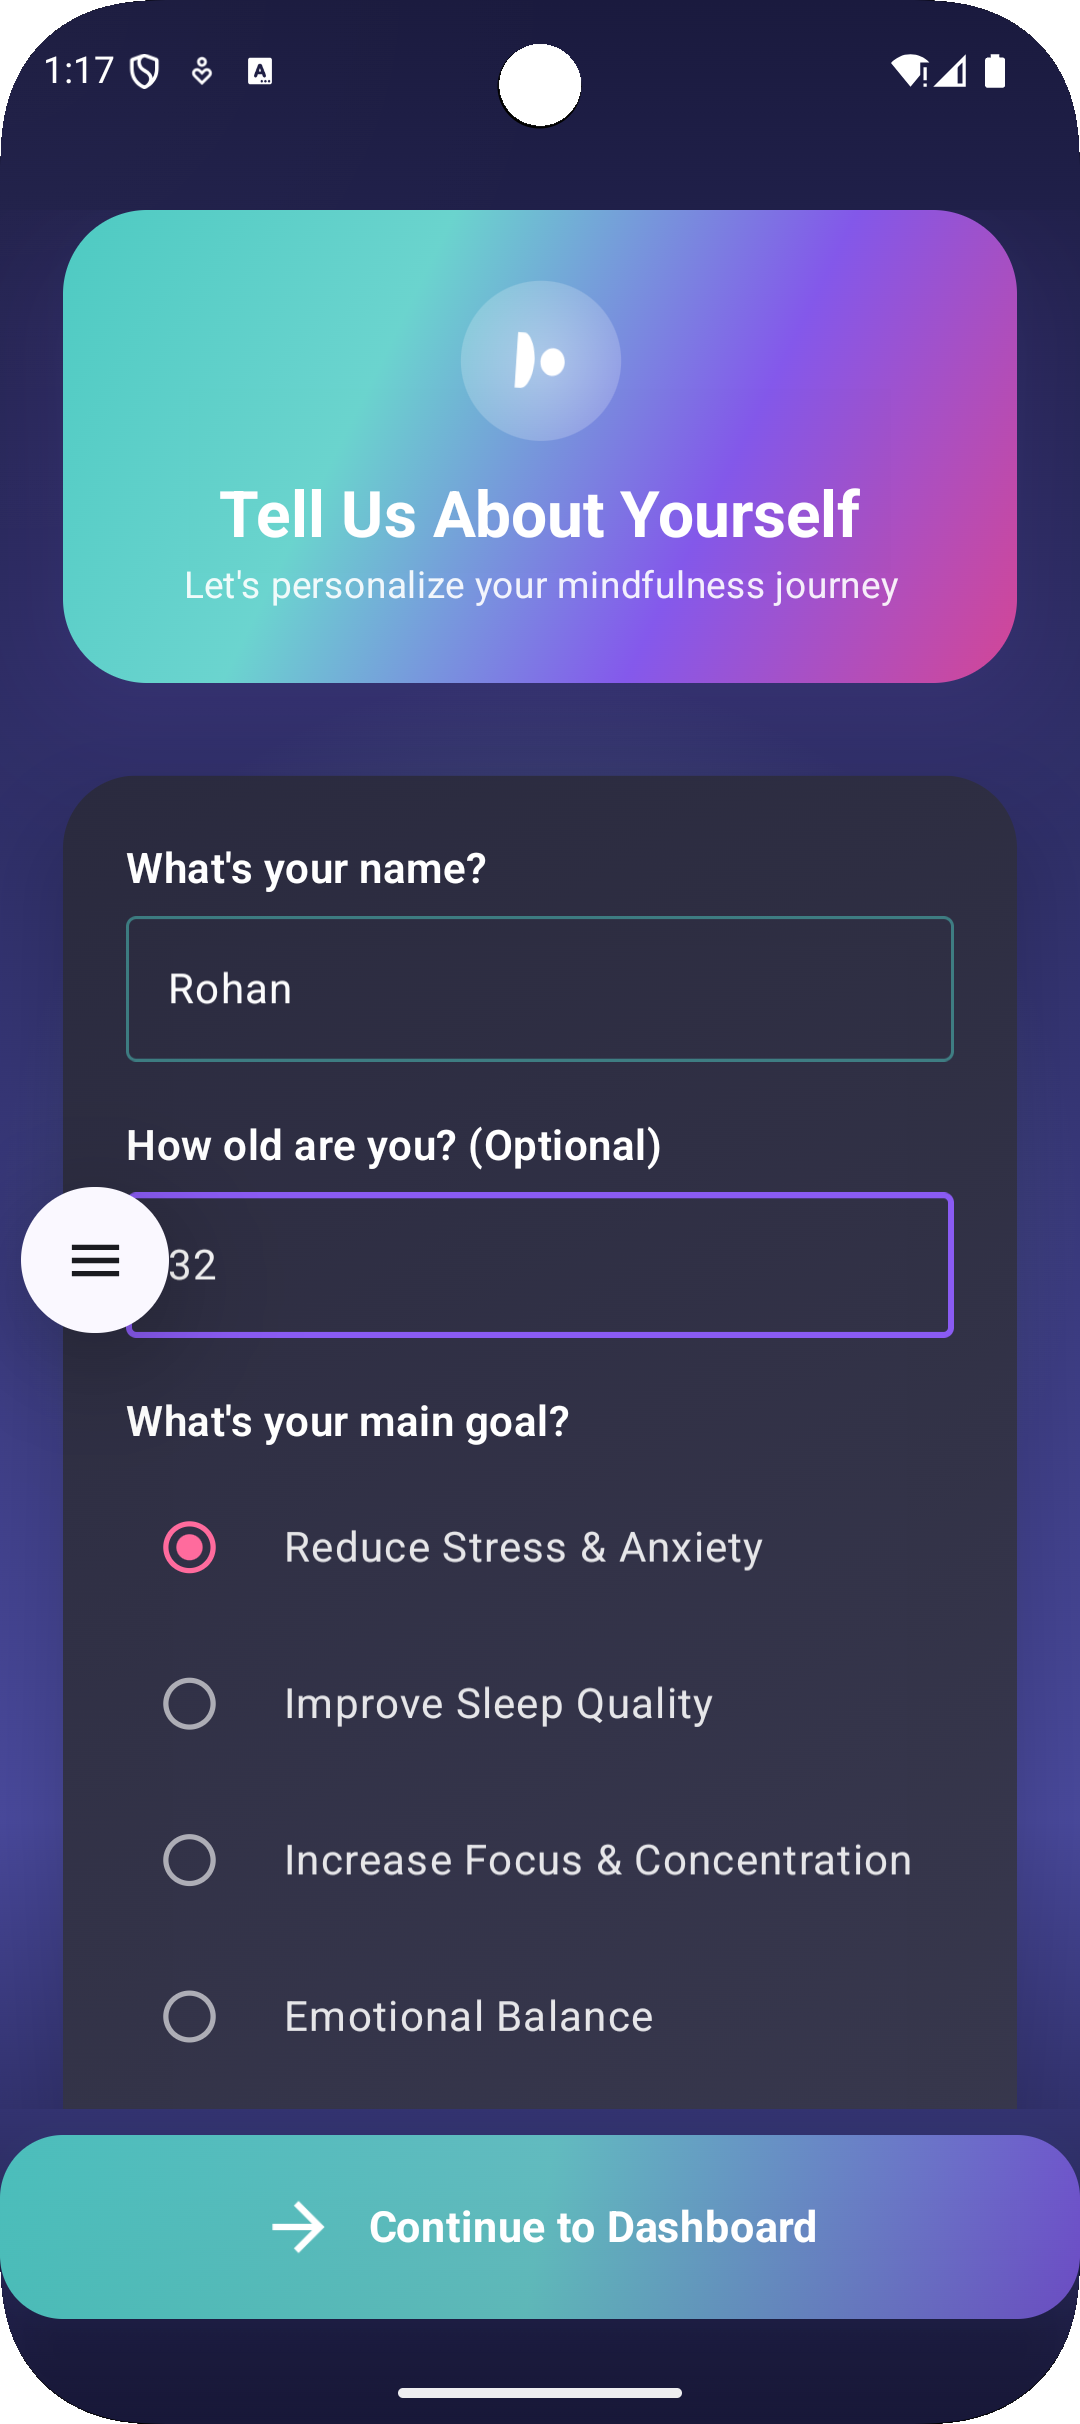 1:17
Tell Us About Yourself
Let's personalize your mindfulness journey
What's your name?
Rohan
How old are you? (Optional)
32
What's your main goal?
Reduce Stress & Anxiety
Improve Sleep Quality
Increase Focus & Concentration
Emotional Balance
Continue to Dashboard